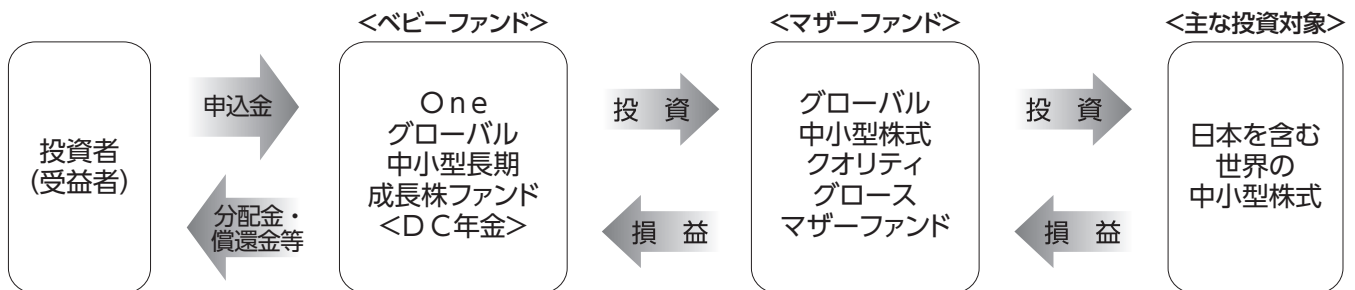 <ベビーファンド>
<マザーファンド>
<主な投資対象>
投資者
(受益者)
申込金
分配金・
償還金等
One
グローバル
中小型長期
成長株ファンド
<DC年金>
投 資
損 益
グローバル
中小型株式
クオリティ
グロース
マザーファンド
投 資
損 益
日本を含む
世界の
中小型株式